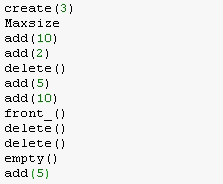 create(3)
Maxsize
add(10)
add(2)
delete()
add(5)
add(10)
front_()
delete()
delete()
empty()
add(5)